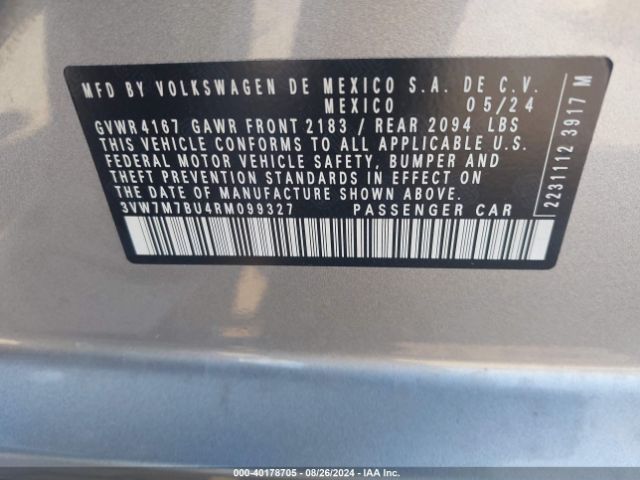 MFD BY VOLKSWAGEN DE MEXICO S.A. DE C.V.
MEXICO 05/24
GVWR 4167 GAWR FRONT 2183 / REAR 2094 LBS
THIS VEHICLE CONFORMS TO ALL APPLICABLE U.S.
FEDERAL MOTOR VEHICLE SAFETY, BUMPER AND
THEFT PREVENTION STANDARDS IN EFFECT ON
THE DATE OF MANUFACTURE SHOWN ABOVE.
3VW7M7BU4RM099327 PASSENGER CAR
2231112 3917 M
000-40178705 - 08/26/2024 - IAA Inc.